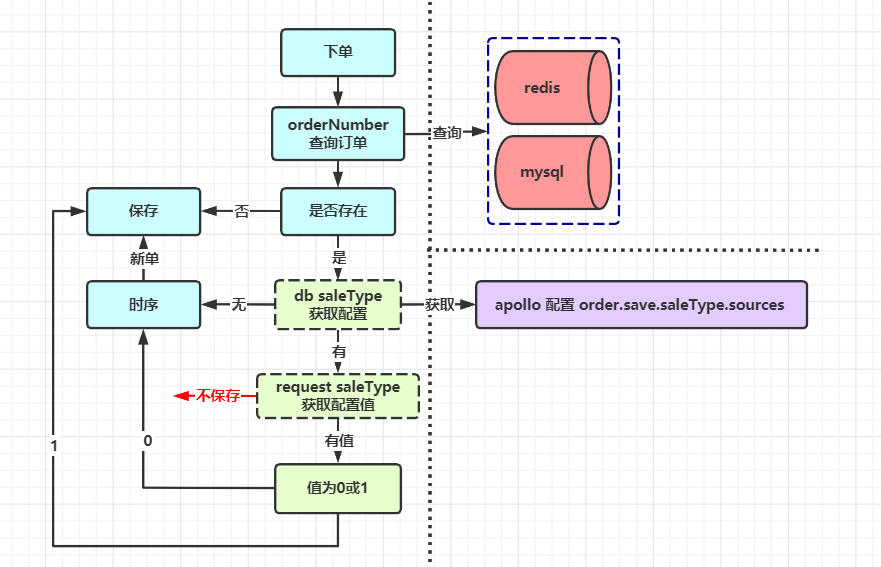 下单
orderNumber
查询订单
查询
redis
mysql
保存
否
是否存在
新单
是
时序
无
db saleType
获取配置
获取
apollo 配置 order.save.saleType.sources
有
request saleType
获取配置值
不保存
有值
0
1
值为0或1